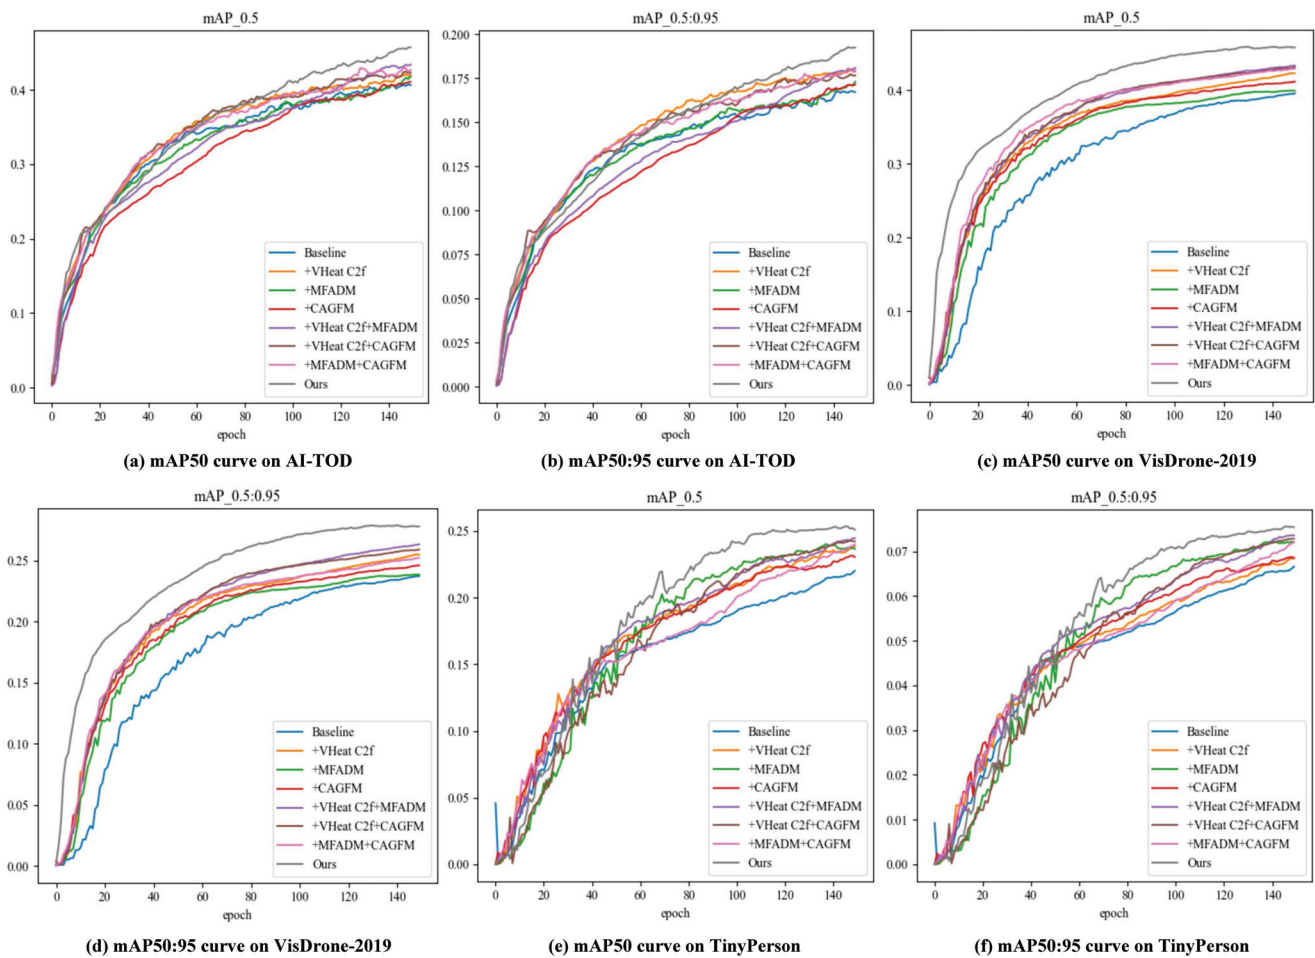 mAP_0.5
0.4
0.3
0.2
0.1
0.0
0 20 40 60 80 100 120 140
epoch
Baseline
+VHeat C2f
+MFADM
+CAGFM
+VHeat C2f+MFADM
+VHeat C2f+CAGFM
+MFADM+CAGFM
Ours
(a) mAP50 curve on AI-TOD
mAP_0.5:0.95
0.200
0.175
0.150
0.125
0.100
0.075
0.050
0.025
0.000
0 20 40 60 80 100 120 140
epoch
Baseline
+VHeat C2f
+MFADM
+CAGFM
+VHeat C2f+MFADM
+VHeat C2f+CAGFM
+MFADM+CAGFM
Ours
(b) mAP50:95 curve on AI-TOD
mAP_0.5
0.4
0.3
0.2
0.1
0.0
0 20 40 60 80 100 120 140
epoch
Baseline
+VHeat C2f
+MFADM
+CAGFM
+VHeat C2f+MFADM
+VHeat C2f+CAGFM
+MFADM+CAGFM
Ours
(c) mAP50 curve on VisDrone-2019
mAP_0.5:0.95
0.25
0.20
0.15
0.10
0.05
0.00
0 20 40 60 80 100 120 140
epoch
Baseline
+VHeat C2f
+MFADM
+CAGFM
+VHeat C2f+MFADM
+VHeat C2f+CAGFM
+MFADM+CAGFM
Ours
(d) mAP50:95 curve on VisDrone-2019
mAP_0.5
0.25
0.20
0.15
0.10
0.05
0.00
0 20 40 60 80 100 120 140
epoch
Baseline
+VHeat C2f
+MFADM
+CAGFM
+VHeat C2f+MFADM
+VHeat C2f+CAGFM
+MFADM+CAGFM
Ours
(e) mAP50 curve on TinyPerson
mAP_0.5:0.95
0.07
0.06
0.05
0.04
0.03
0.02
0.01
0.00
0 20 40 60 80 100 120 140
epoch
Baseline
+VHeat C2f
+MFADM
+CAGFM
+VHeat C2f+MFADM
+VHeat C2f+CAGFM
+MFADM+CAGFM
Ours
(f) mAP50:95 curve on TinyPerson